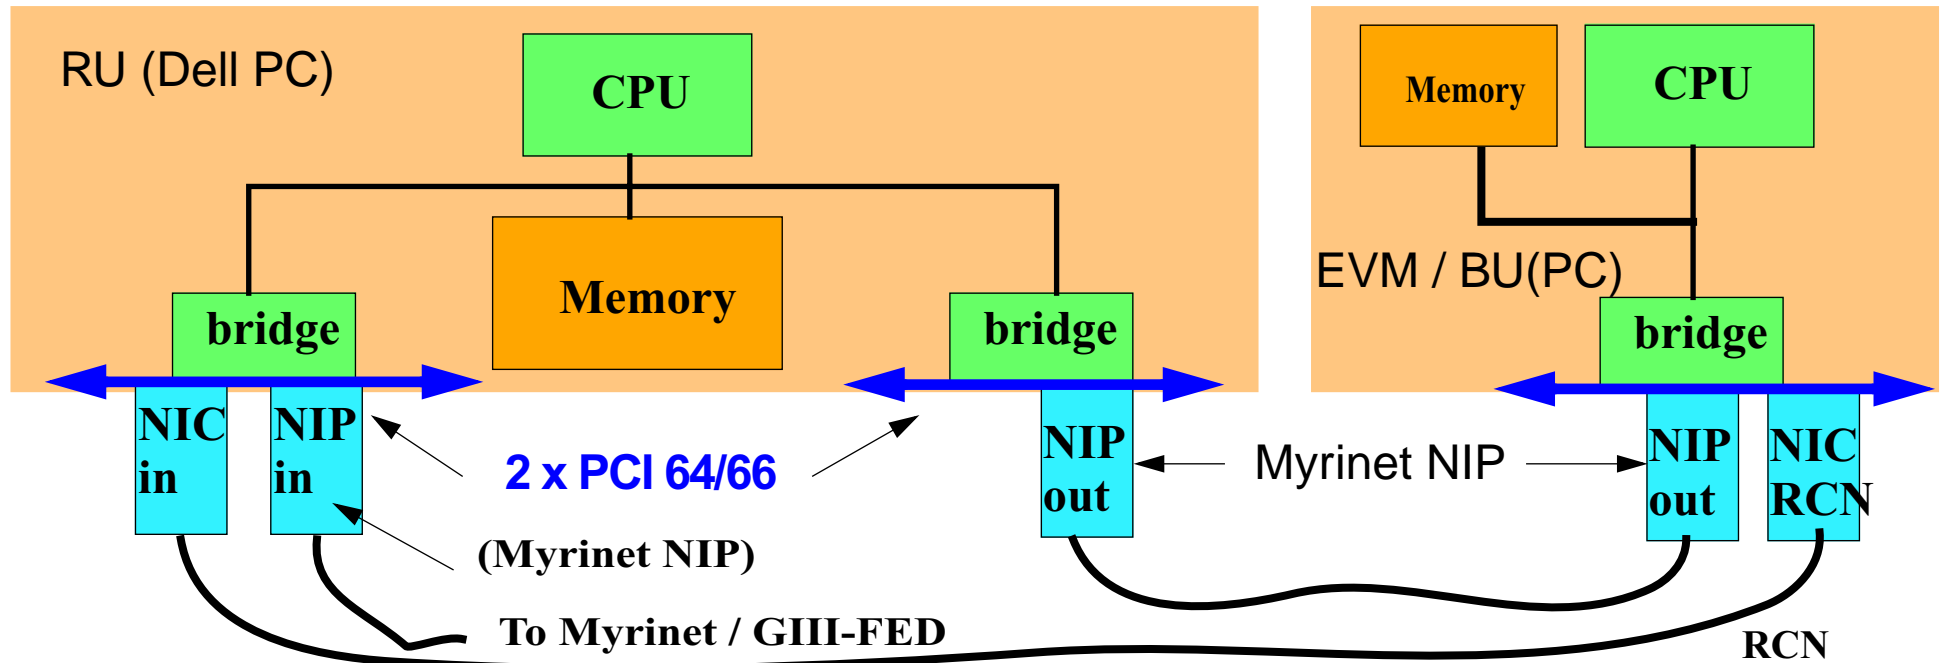 RU (Dell PC)
CPU
Memory
bridge
bridge
NIC
in
NIP
in
2 x PCI 64/66
(Myrinet NIP)
To Myrinet / GIII-FED
NIP
out
Myrinet NIP
Memory
CPU
EVM / BU(PC)
bridge
NIP
out
NIC
RCN
RCN